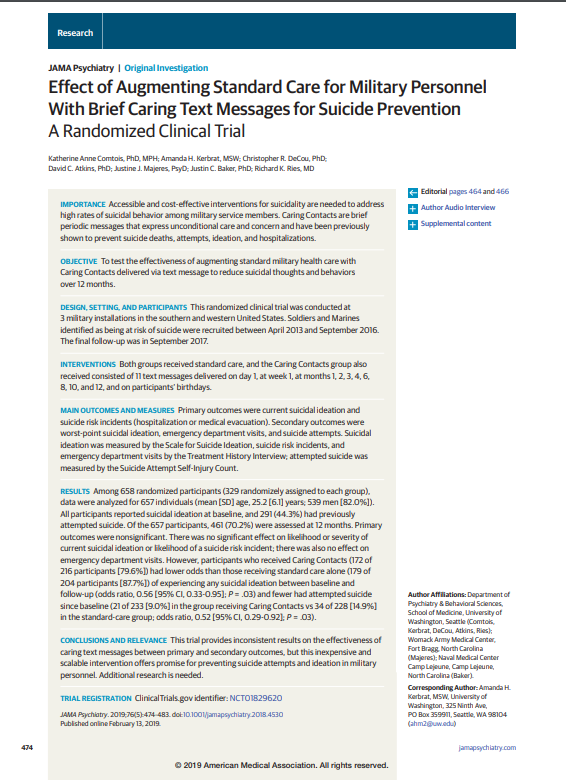 Research
JAMA Psychiatry | Original Investigation
Effect of Augmenting Standard Care for Military Personnel
With Brief Caring Text Messages for Suicide Prevention
A Randomized Clinical Trial
Katherine Anne Comtois, PhD, MPH; Amanda H. Kerbrat, MSW; Christopher R. DeCou, PhD;
David C. Atkins, PhD; Justine J. Majeres, PsyD; Justin C. Baker, PhD; Richard K. Ries, MD
IMPORTANCE Accessible and cost-effective interventions for suicidality are needed to address
high rates of suicidal behavior among military service members. Caring Contacts are brief
periodic messages that express unconditional care and concern and have been previously
shown to prevent suicide deaths, attempts, ideation, and hospitalizations.
OBJECTIVE To test the effectiveness of augmenting standard military health care with
Caring Contacts delivered via text message to reduce suicidal thoughts and behaviors
over 12 months.
DESIGN, SETTING, AND PARTICIPANTS This randomized clinical trial was conducted at
3 military installations in the southern and western United States. Soldiers and Marines
identified as being at risk of suicide were recruited between April 2013 and September 2016.
The final follow-up was in September 2017.
INTERVENTIONS Both groups received standard care, and the Caring Contacts group also
received consisted of 11 text messages delivered on day 1, at week 1, at months 1, 2, 3, 4, 6,
8, 10, and 12, and on participants' birthdays.
MAIN OUTCOMES AND MEASURES Primary outcomes were current suicidal ideation and
suicide risk incidents (hospitalization or medical evacuation). Secondary outcomes were
worst-point suicidal ideation, emergency department visits, and suicide attempts. Suicidal
ideation was measured by the Scale for Suicide Ideation, suicide risk incidents, and
emergency department visits by the Treatment History Interview; attempted suicide was
measured by the Suicide Attempt Self-Injury Count.
RESULTS Among 658 randomized participants (329 randomly assigned to each group),
data were analyzed for 657 individuals (mean [SD] age, 25.2 [6.1] years; 539 men [82.0%]).
All participants reported suicidal ideation at baseline, and 291 (44.3%) had previously
attempted suicide. Of the 657 participants, 461 (70.2%) were assessed at 12 months. Primary
outcomes were nonsignificant. There was no significant effect on likelihood or severity of
current suicidal ideation or likelihood of a suicide risk incident; there was also no effect on
emergency department visits. However, participants who received Caring Contacts (172 of
216 participants [79.6%]) had lower odds than those receiving standard care alone (179 of
204 participants [87.7%]) of experiencing any suicidal ideation between baseline and
follow-up (odds ratio, 0.56 [95% CI, 0.33-0.95]; P = .03) and fewer had attempted suicide
since baseline (21 of 233 [9.0%] in the group receiving Caring Contacts vs 34 of 228 [14.9%]
in the standard-care group; odds ratio, 0.52 [95% CI, 0.29-0.92]; P = .03).
CONCLUSIONS AND RELEVANCE This trial provides inconsistent results on the effectiveness of
caring text messages between primary and secondary outcomes, but this inexpensive and
scalable intervention offers promise for preventing suicide attempts and ideation in military
personnel. Additional research is needed.
TRIAL REGISTRATION ClinicalTrials.gov identifier: NCT01829620
JAMA Psychiatry. 2019;76(5):474-483. doi:10.1001/jamapsychiatry.2018.4530
Published online February 13, 2019.
Editorial pages 464 and 466
Author Audio Interview
Supplemental content
Author Affiliations: Department of
Psychiatry & Behavioral Sciences,
School of Medicine, University of
Washington, Seattle (Comtois,
Kerbrat, DeCou, Atkins, Ries);
Womack Army Medical Center,
Fort Bragg, North Carolina
(Majeres); Naval Medical Center
Camp Lejeune, Camp Lejeune,
North Carolina (Baker).
Corresponding Author: Amanda H.
Kerbrat, MSW, University of
Washington, 325 Ninth Ave,
PO Box 359911, Seattle, WA 98104
(ahm2@uw.edu)
474
jamapsychiatry.com
© 2019 American Medical Association. All rights reserved.